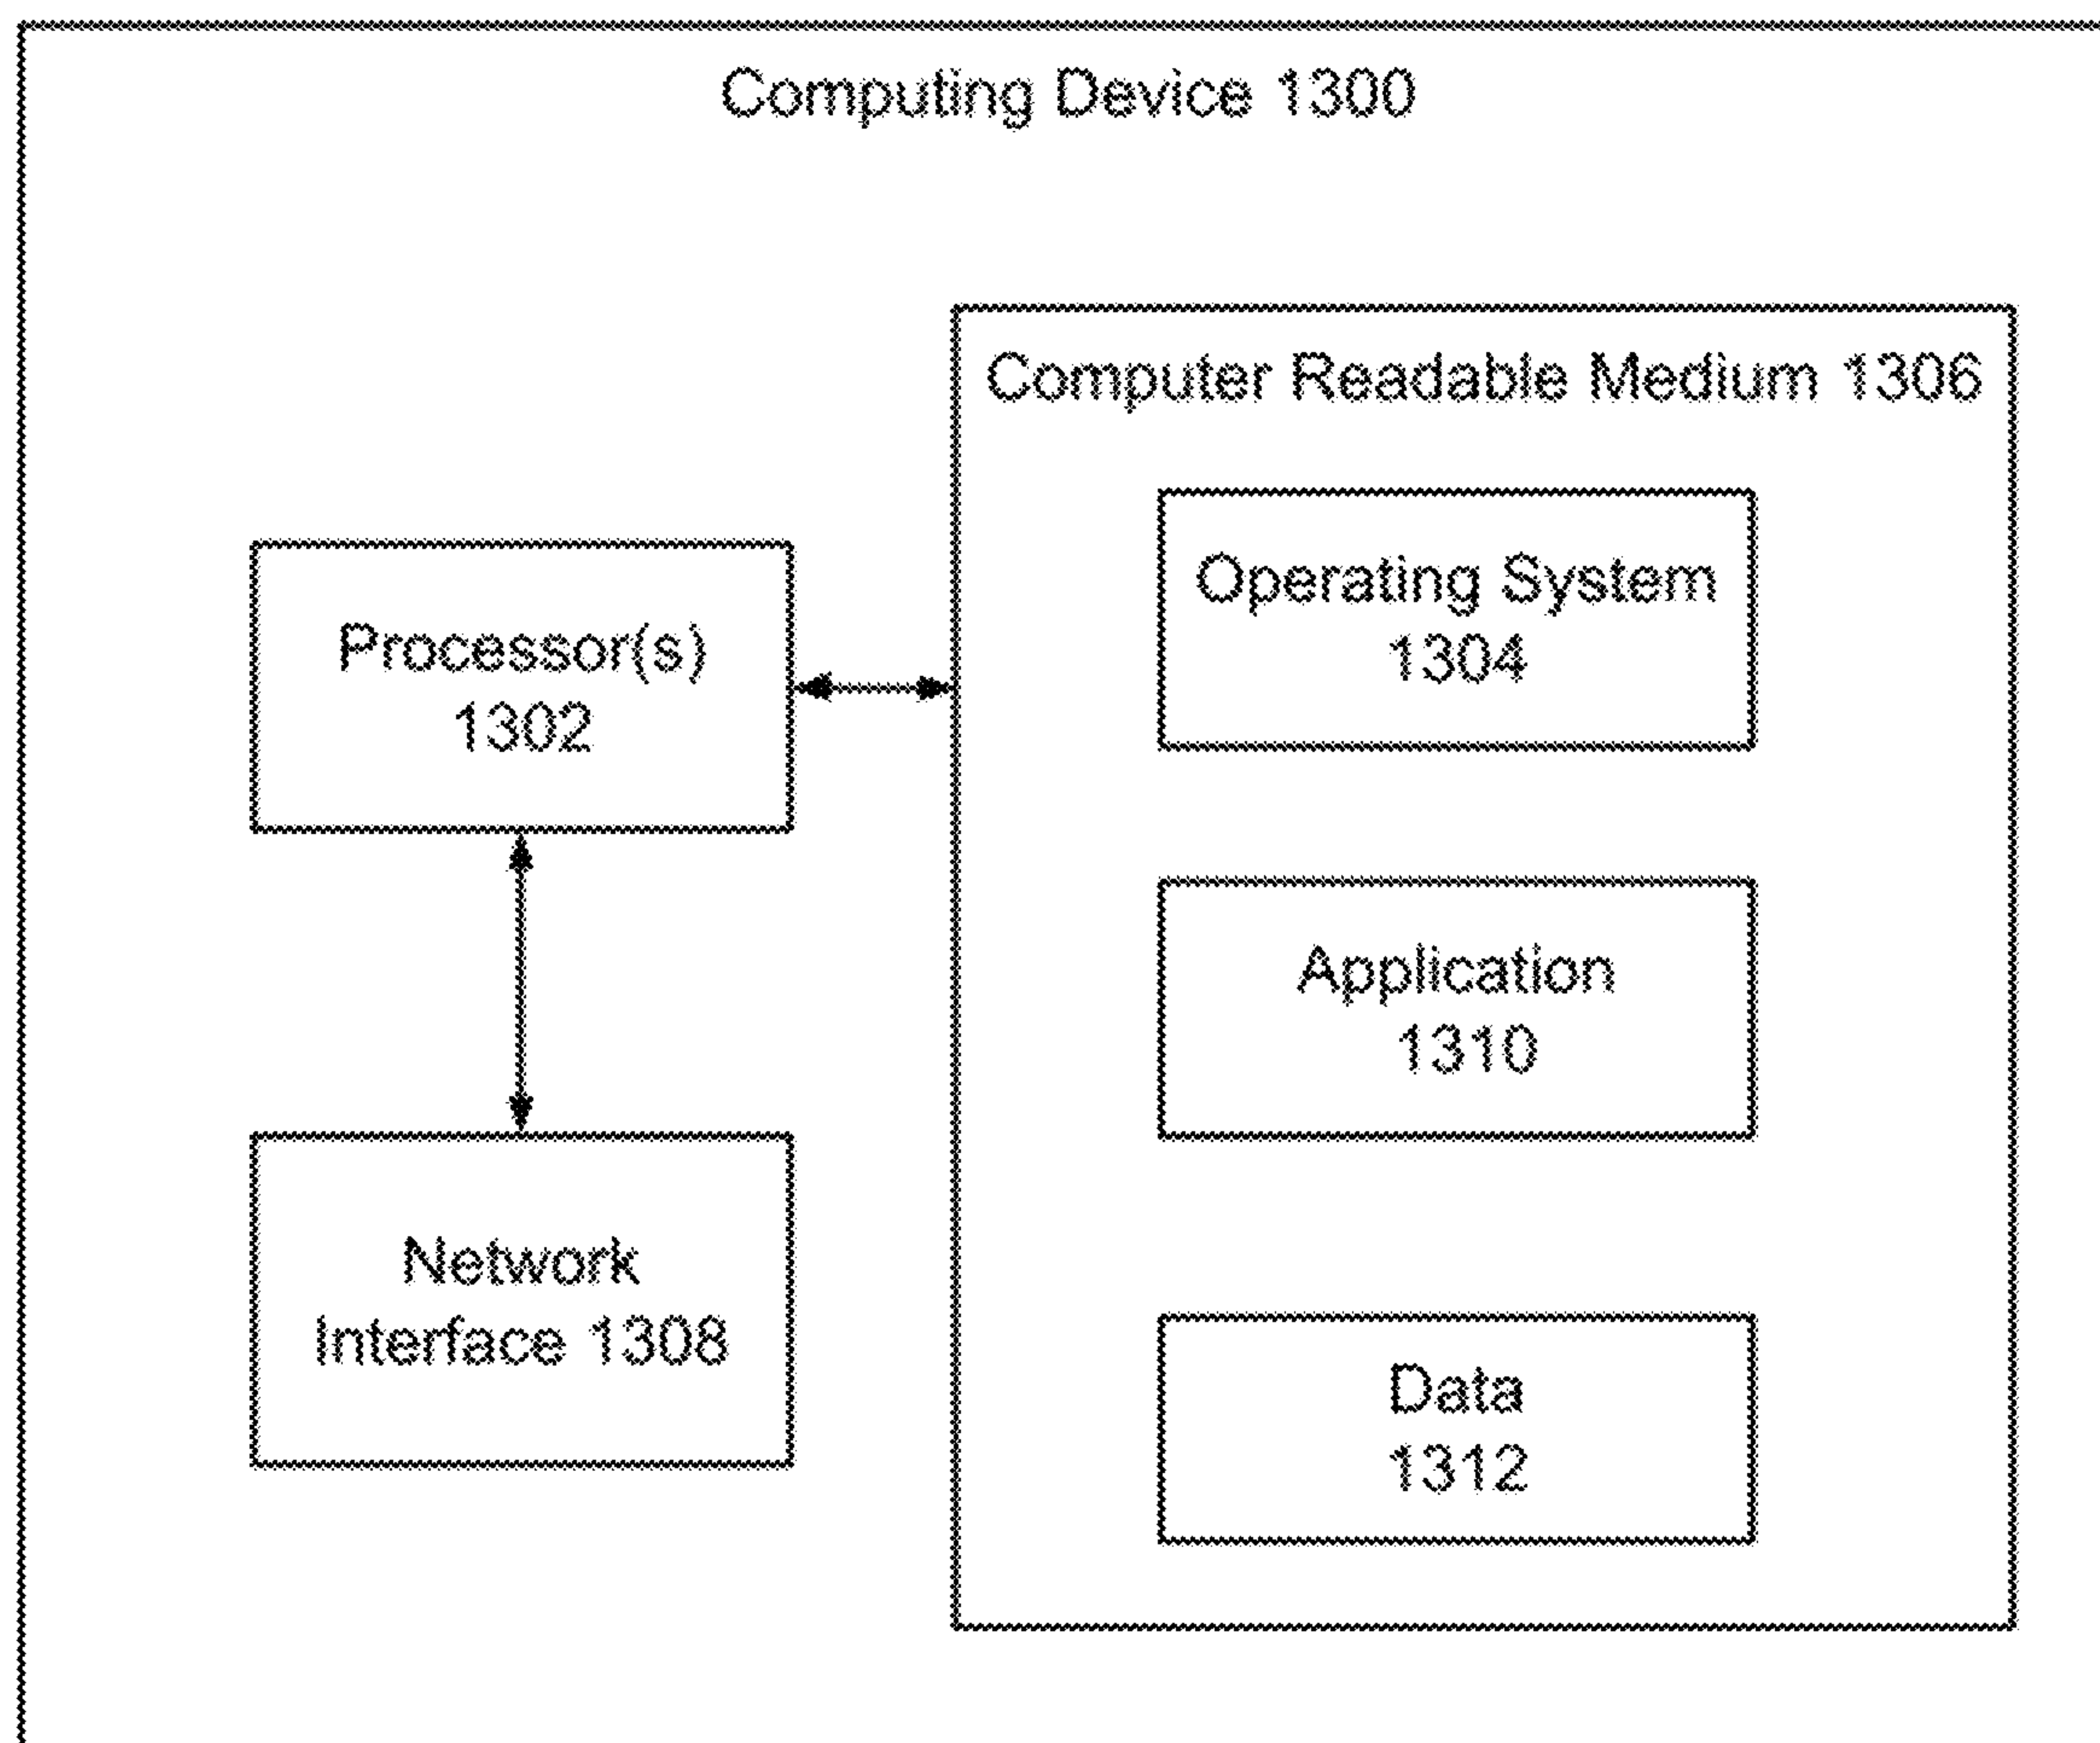 Computing Device 1300
Computer Readable Medium 1306
Operating System
1304
Processor(s)
1302
Application
1310
Network
Interface 1308
Data
1312